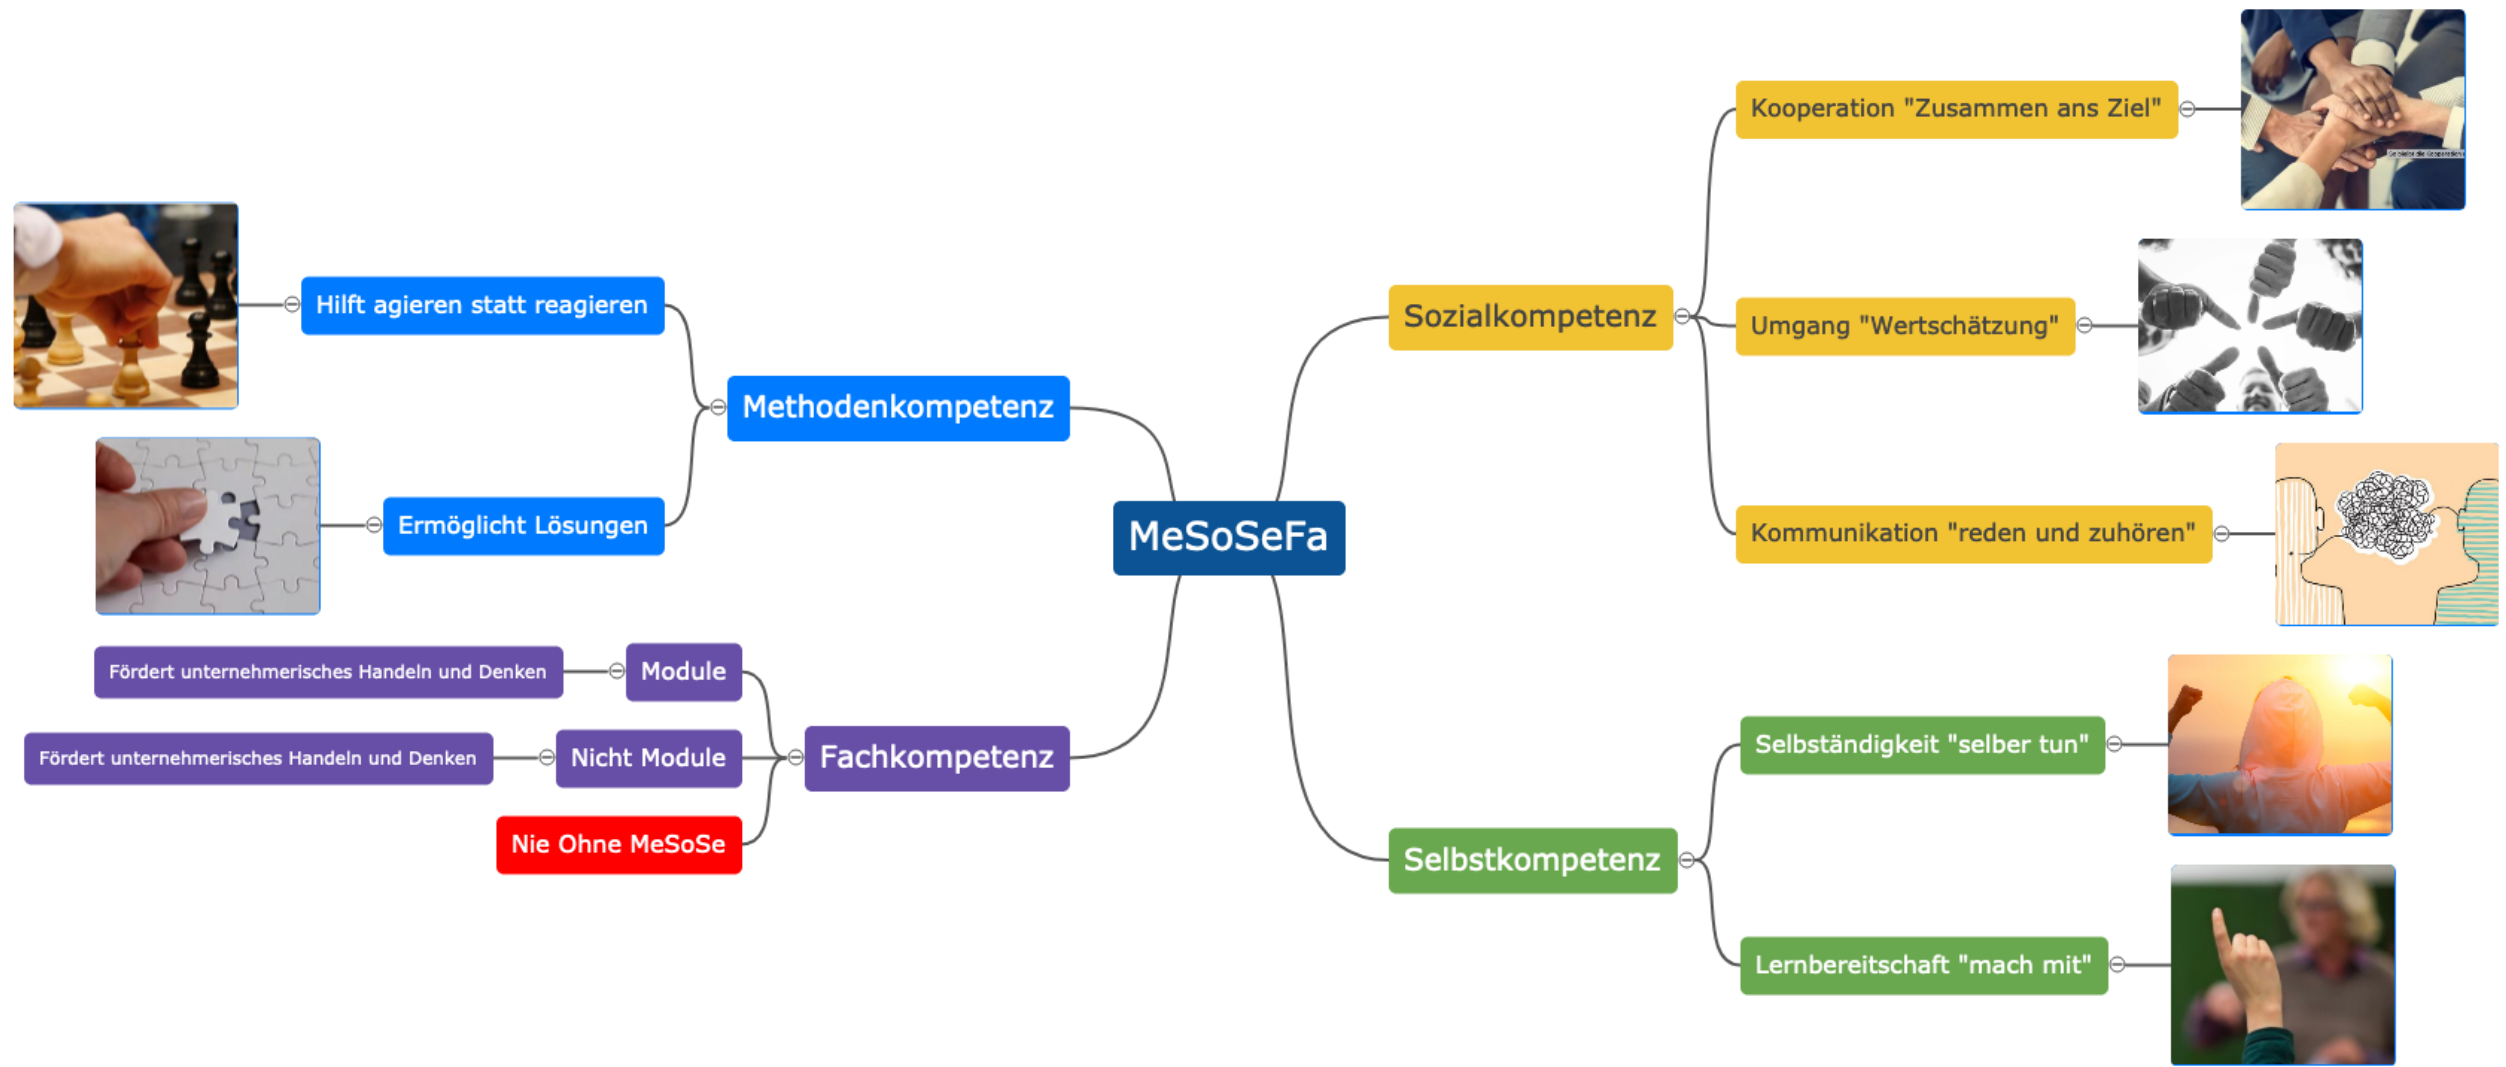 MeSoSeFa
Methodenkompetenz
Hilft agieren statt reagieren
Ermöglicht Lösungen
Fachkompetenz
Module
Fördert unternehmerisches Handeln und Denken
Nicht Module
Fördert unternehmerisches Handeln und Denken
Nie Ohne MeSoSe
Sozialkompetenz
Kooperation "Zusammen ans Ziel"
Umgang "Wertschätzung"
Kommunikation "reden und zuhören"
Selbstkompetenz
Selbständigkeit "selber tun"
Lernbereitschaft "mach mit"